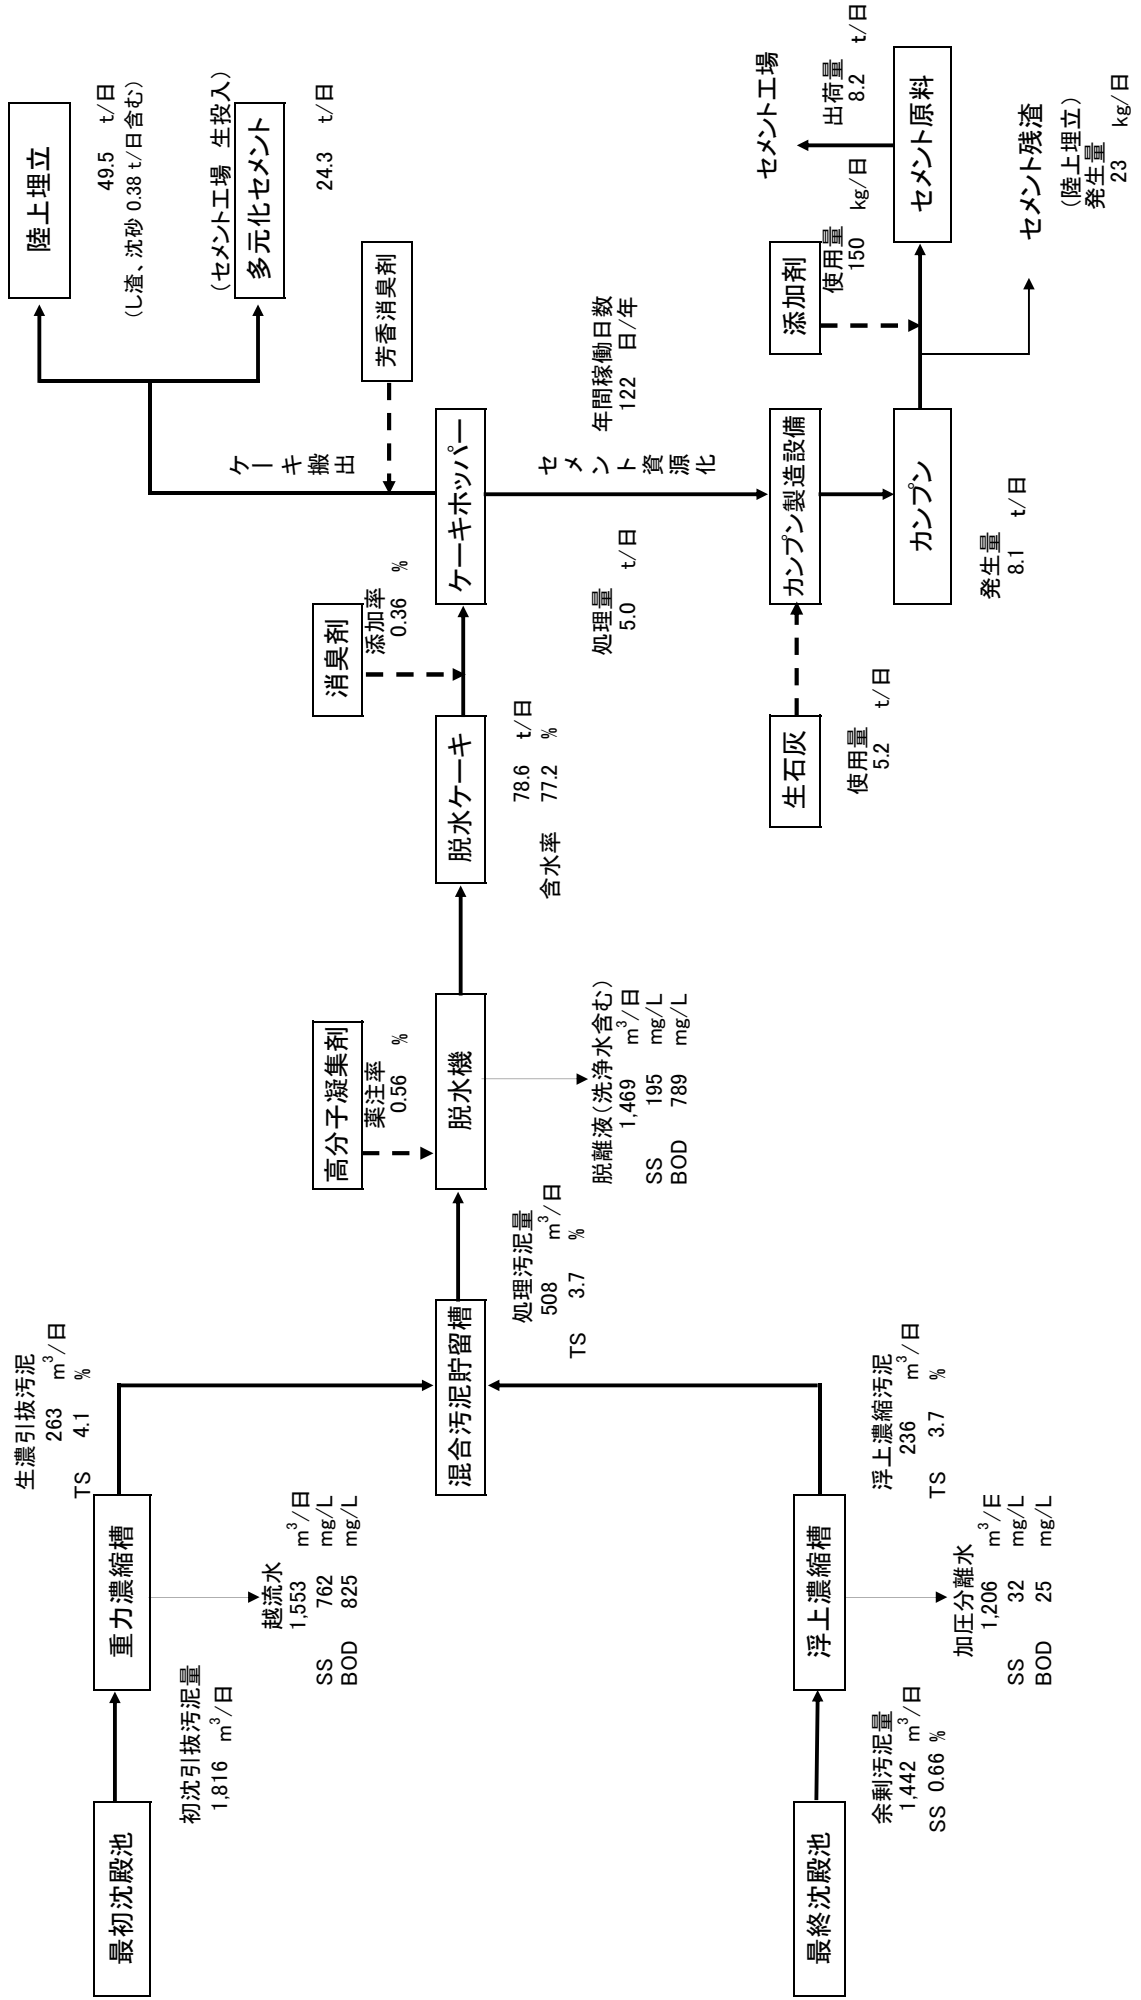 最初沈殿池
初沈引抜汚泥量
1,816 m³/日
重力濃縮槽
越流水
1,553 m³/日
SS 762 mg/L
BOD 825 mg/L
生濃引抜汚泥
263 m³/日
TS 4.1 %
最終沈殿池
余剰汚泥量
1,442 m³/日
SS 0.66 %
浮上濃縮槽
加圧分離水
1,206 m³/日
SS 32 mg/L
BOD 25 mg/L
浮上濃縮汚泥
236 m³/日
TS 3.7 %
混合汚泥貯留槽
処理汚泥量
508 m³/日
TS 3.7 %
高分子凝集剤
薬注率
0.56 %
脱水機
脱離液(洗浄水含む)
1,469 m³/日
SS 195 mg/L
BOD 789 mg/L
脱水ケーキ
78.6 t/日
含水率 77.2 %
消臭剤
添加率
0.36 %
ケーキホッパー
芳香消臭剤
ケーキ搬出
陸上埋立
49.5 t/日
(し渣、沈砂 0.38 t/日含む)
(セメント工場 生投入)
多元化セメント
24.3 t/日
セメント資源化
年間稼働日数
122 日/年
処理量
5.0 t/日
生石灰
使用量
5.2 t/日
カンプン製造設備
カンプン
発生量
8.1 t/日
添加剤
使用量
150 kg/日
セメント原料
セメント工場
出荷量
8.2 t/日
セメント残渣
(陸上埋立)
発生量
23 kg/日